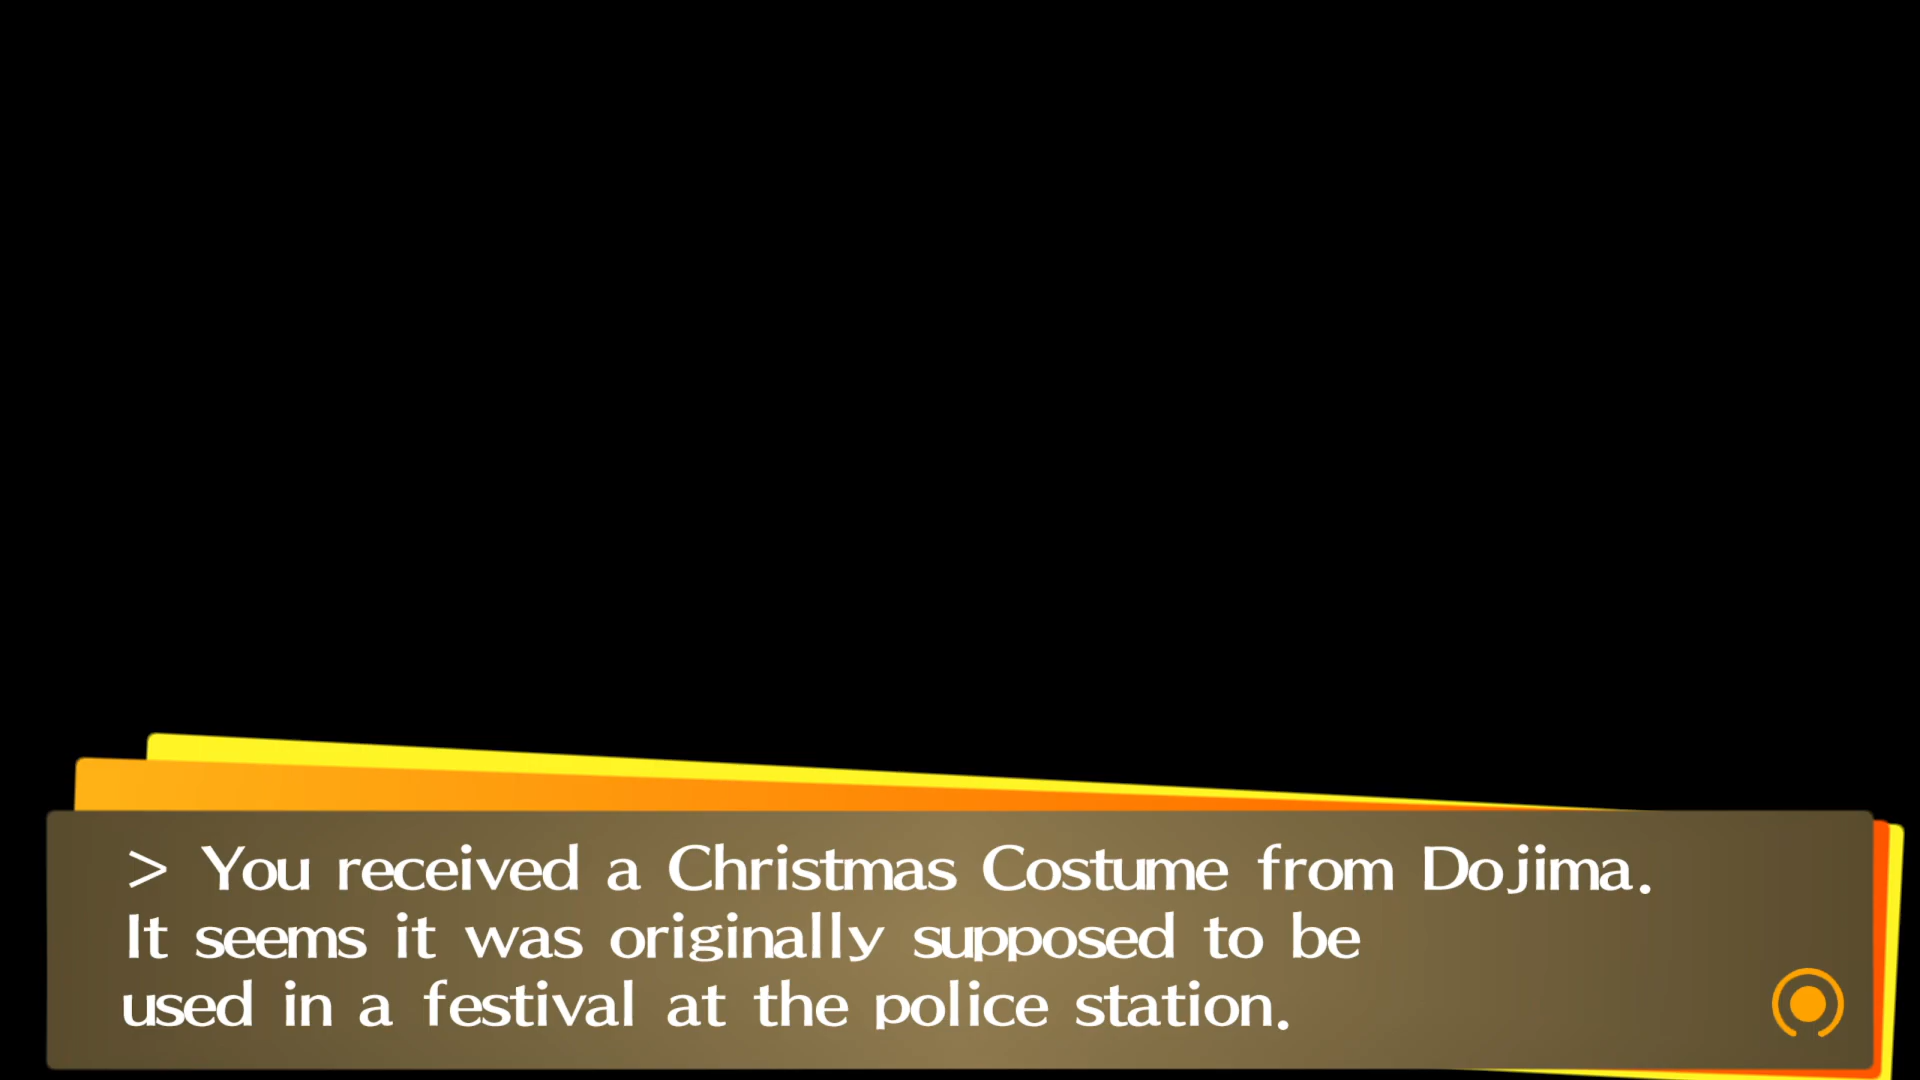 > You received a Christmas Costume from Dojima.
It seems it was originally supposed to be
used in a festival at the police station.